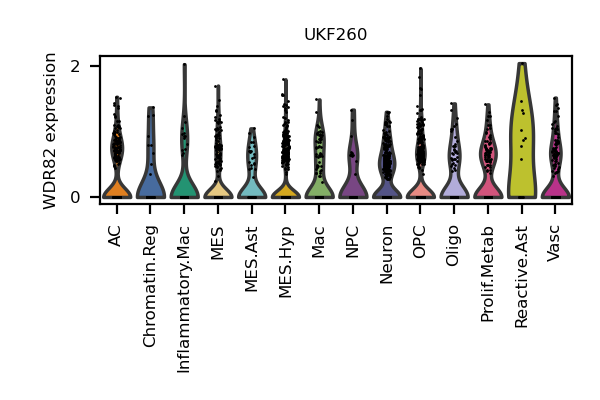 UKF260
WDR82 expression
2
0
AC
Chromatin.Reg
Inflammatory.Mac
MES
MES.Ast
MES.Hyp
Mac
NPC
Neuron
OPC
Oligo
Prolif.Metab
Reactive.Ast
Vasc